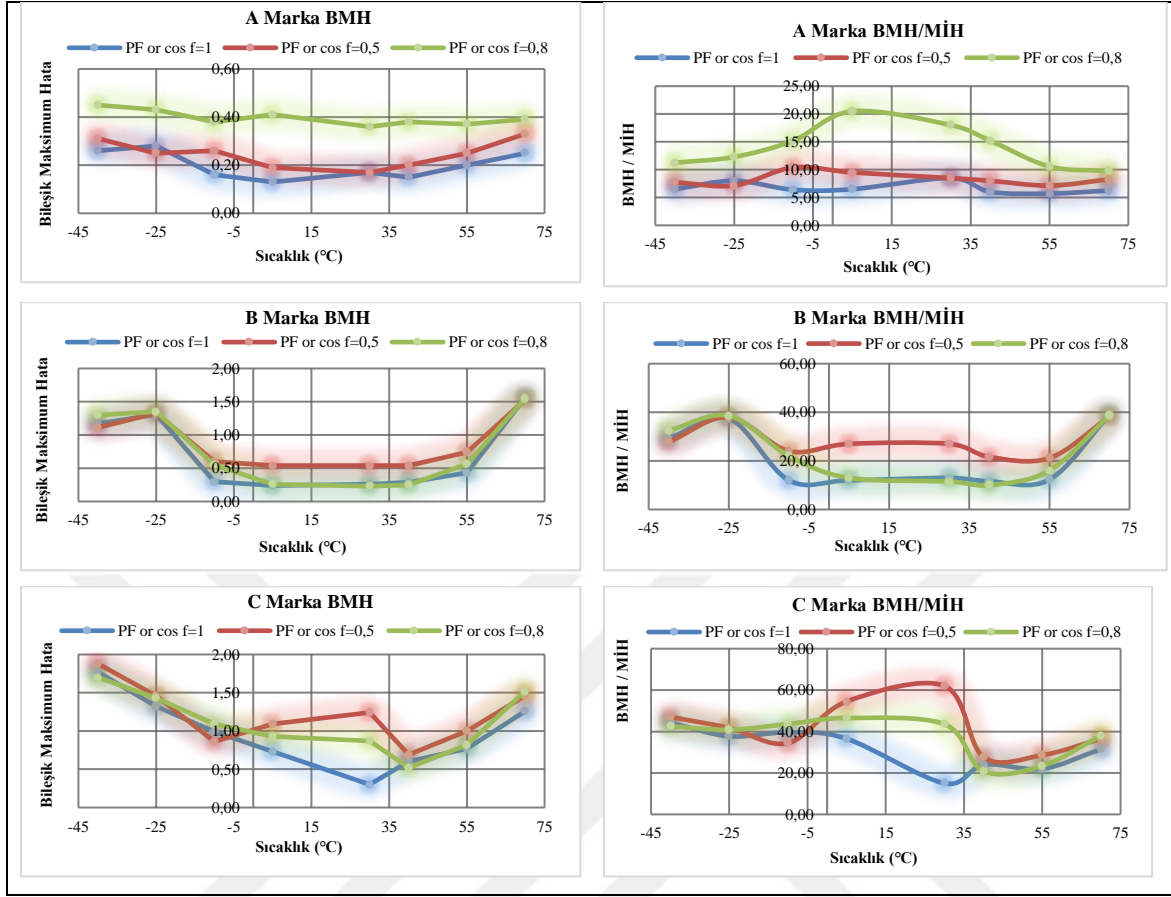 A Marka BMH
PF or cos f=1 PF or cos f=0,5 PF or cos f=0,8
Bileşik Maksimum Hata
0,60
0,40
0,20
0,00
-45 -25 -5 15 35 55 75
Sıcaklık (°C)
A Marka BMH/MİH
PF or cos f=1 PF or cos f=0,5 PF or cos f=0,8
BMH / MİH
25,00
20,00
15,00
10,00
5,00
0,00
-45 -25 -5 15 35 55 75
Sıcaklık (°C)
B Marka BMH
PF or cos f=1 PF or cos f=0,5 PF or cos f=0,8
Bileşik Maksimum Hata
2,00
1,50
1,00
0,50
0,00
-45 -25 -5 15 35 55 75
Sıcaklık (°C)
B Marka BMH/MİH
PF or cos f=1 PF or cos f=0,5 PF or cos f=0,8
BMH / MİH
60,00
40,00
20,00
0,00
-45 -25 -5 15 35 55 75
Sıcaklık (°C)
C Marka BMH
PF or cos f=1 PF or cos f=0,5 PF or cos f=0,8
Bileşik Maksimum Hata
2,00
1,50
1,00
0,50
0,00
-45 -25 -5 15 35 55 75
Sıcaklık (°C)
C Marka BMH/MİH
PF or cos f=1 PF or cos f=0,5 PF or cos f=0,8
BMH / MİH
80,00
60,00
40,00
20,00
0,00
-45 -25 -5 15 35 55 75
Sıcaklık (°C)